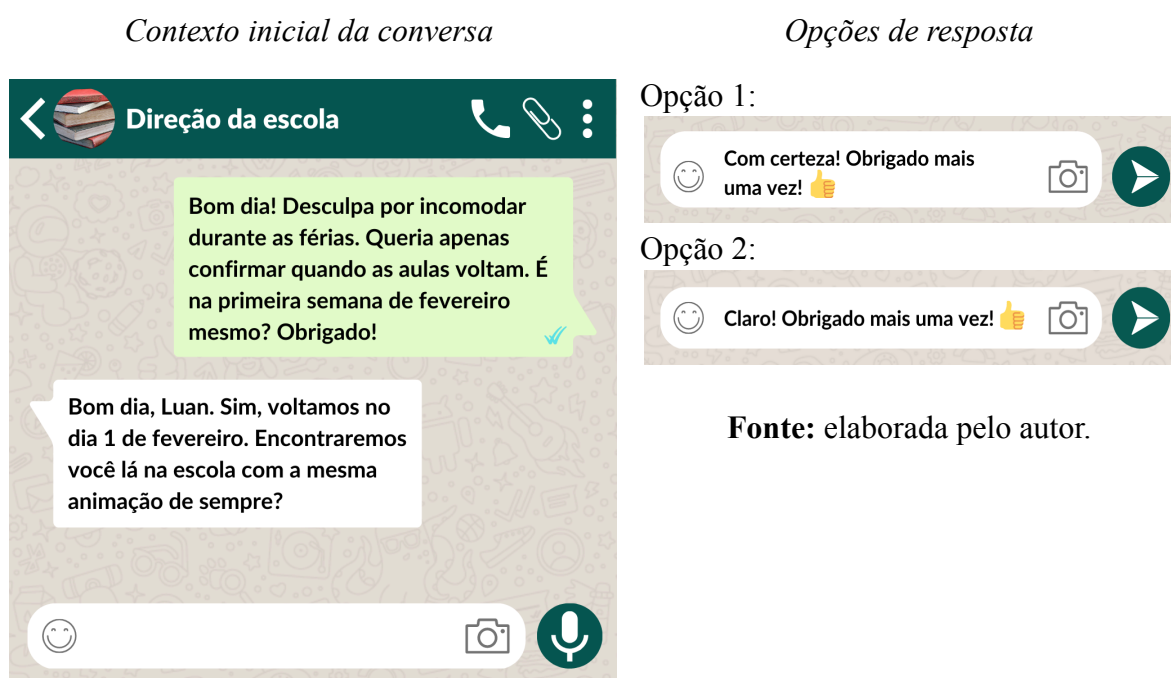 Contexto inicial da conversa
Direção da escola
Bom dia! Desculpa por incomodar
durante as férias. Queria apenas
confirmar quando as aulas voltam. É
na primeira semana de fevereiro
mesmo? Obrigado!
Bom dia, Luan. Sim, voltamos no
dia 1 de fevereiro. Encontraremos
você lá na escola com a mesma
animação de sempre?
Opções de resposta
Opção 1:
Com certeza! Obrigado mais
uma vez! 👍
Opção 2:
Claro! Obrigado mais uma vez! 👍
Fonte: elaborada pelo autor.